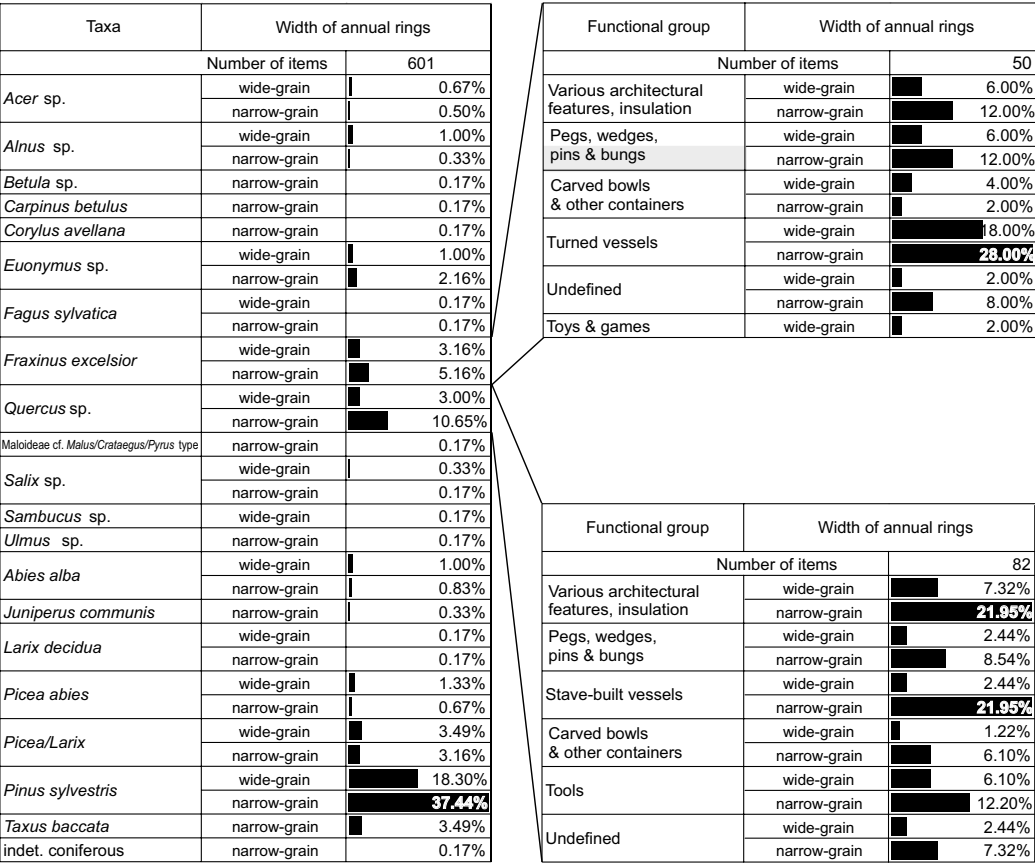 Taxa Width of annual rings
Number of items 601
Acer sp. wide-grain 0.67%
narrow-grain 0.50%
Alnus sp. wide-grain 1.00%
narrow-grain 0.33%
Betula sp. narrow-grain 0.17%
Carpinus betulus narrow-grain 0.17%
Corylus avellana narrow-grain 0.17%
Euonymus sp. wide-grain 1.00%
narrow-grain 2.16%
Fagus sylvatica wide-grain 0.17%
narrow-grain 0.17%
Fraxinus excelsior wide-grain 3.16%
narrow-grain 5.16%
Quercus sp. wide-grain 3.00%
narrow-grain 10.65%
Maloideae cf. Malus/Crataegus/Pyrus type narrow-grain 0.17%
Salix sp. wide-grain 0.33%
narrow-grain 0.17%
Sambucus sp. wide-grain 0.17%
Ulmus sp. narrow-grain 0.17%
Abies alba wide-grain 1.00%
narrow-grain 0.83%
Juniperus communis narrow-grain 0.33%
Larix decidua wide-grain 0.17%
narrow-grain 0.17%
Picea abies wide-grain 1.33%
narrow-grain 0.67%
Picea/Larix wide-grain 3.49%
narrow-grain 3.16%
Pinus sylvestris wide-grain 18.30%
narrow-grain 37.44%
Taxus baccata narrow-grain 3.49%
indet. coniferous narrow-grain 0.17%
Functional group Width of annual rings
Number of items 50
Various architectural wide-grain 6.00%
features, insulation narrow-grain 12.00%
Pegs, wedges, wide-grain 6.00%
pins & bungs narrow-grain 12.00%
Carved bowls wide-grain 4.00%
& other containers narrow-grain 2.00%
Turned vessels wide-grain 18.00%
narrow-grain 28.00%
Undefined wide-grain 2.00%
narrow-grain 8.00%
Toys & games wide-grain 2.00%
Functional group Width of annual rings
Number of items 82
Various architectural wide-grain 7.32%
features, insulation narrow-grain 21.95%
Pegs, wedges, wide-grain 2.44%
pins & bungs narrow-grain 8.54%
Stave-built vessels wide-grain 2.44%
narrow-grain 21.95%
Carved bowls wide-grain 1.22%
& other containers narrow-grain 6.10%
Tools wide-grain 6.10%
narrow-grain 12.20%
Undefined wide-grain 2.44%
narrow-grain 7.32%